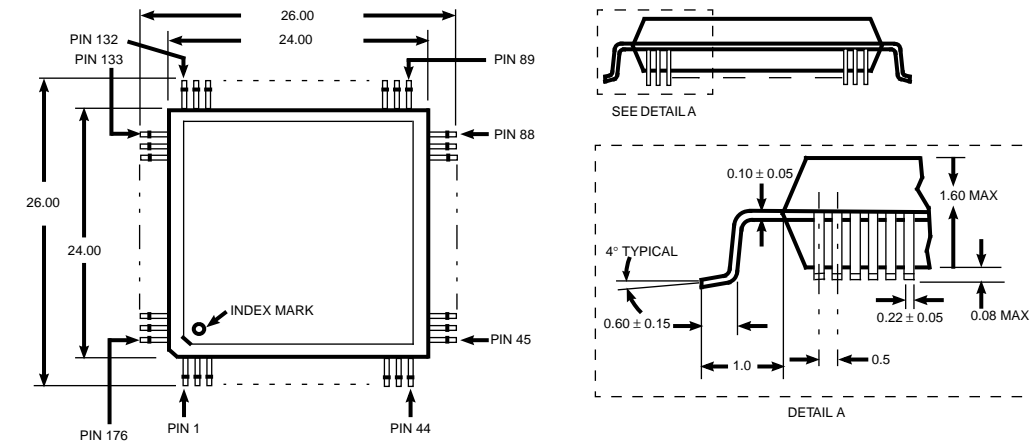 26.00
24.00
PIN 132
PIN 133
PIN 89
PIN 88
26.00
24.00
INDEX MARK
PIN 45
PIN 176
PIN 1
PIN 44
SEE DETAIL A
0.10 ± 0.05
1.60 MAX
4° TYPICAL
0.60 ± 0.15
0.22 ± 0.05
0.08 MAX
1.0
0.5
DETAIL A